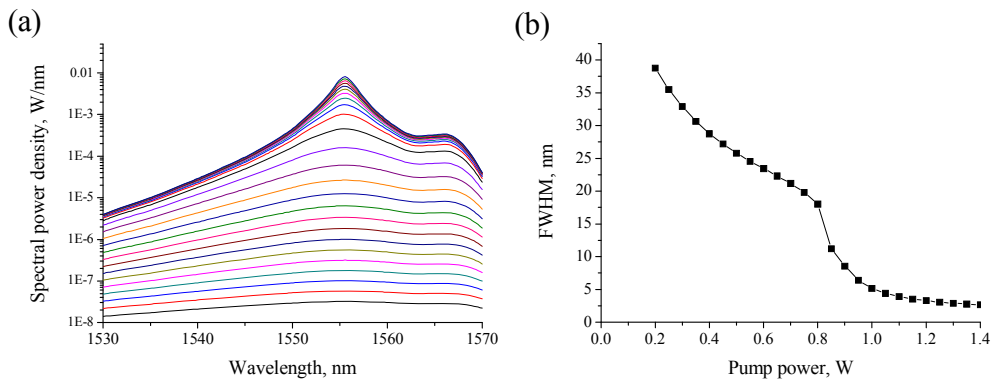 (a)
Spectral power density, W/nm
0.01
1E-3
1E-4
1E-5
1E-6
1E-7
1E-8
1530
1540
1550
1560
1570
Wavelength, nm
(b)
FWHM, nm
40
35
30
25
20
15
10
5
0
0.0
0.2
0.4
0.6
0.8
1.0
1.2
1.4
Pump power, W